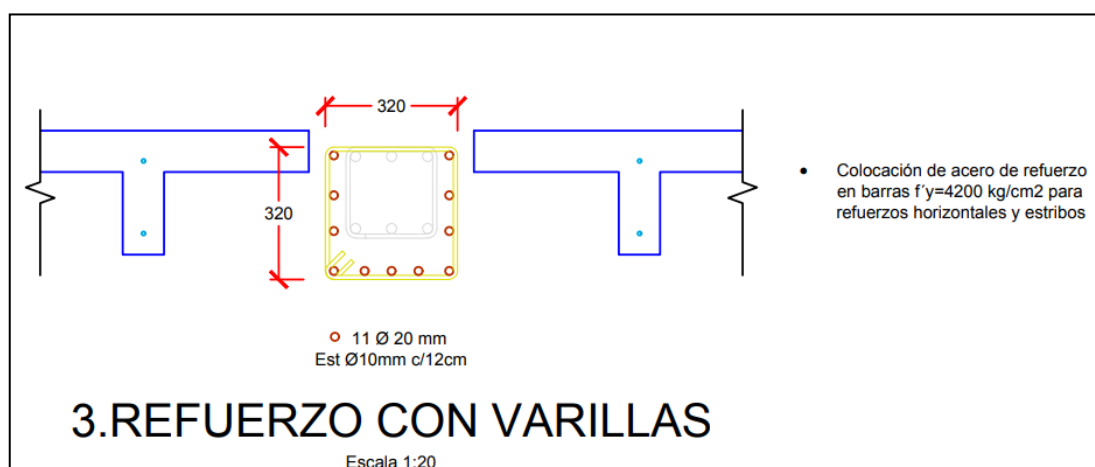 320
320
• Colocación de acero de refuerzo
en barras f´y=4200 kg/cm2 para
refuerzos horizontales y estribos
11 Ø 20 mm
Est Ø10mm c/12cm
3.REFUERZO CON VARILLAS
Escala 1:20